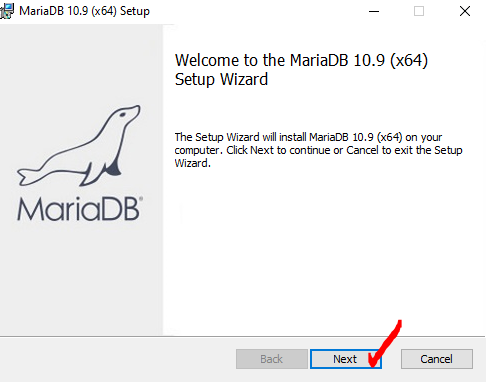 MariaDB 10.9 (x64) Setup
Welcome to the MariaDB 10.9 (x64)
Setup Wizard
The Setup Wizard will install MariaDB 10.9 (x64) on your
computer. Click Next to continue or Cancel to exit the Setup
Wizard.
MariaDB®
Back
Next
Cancel